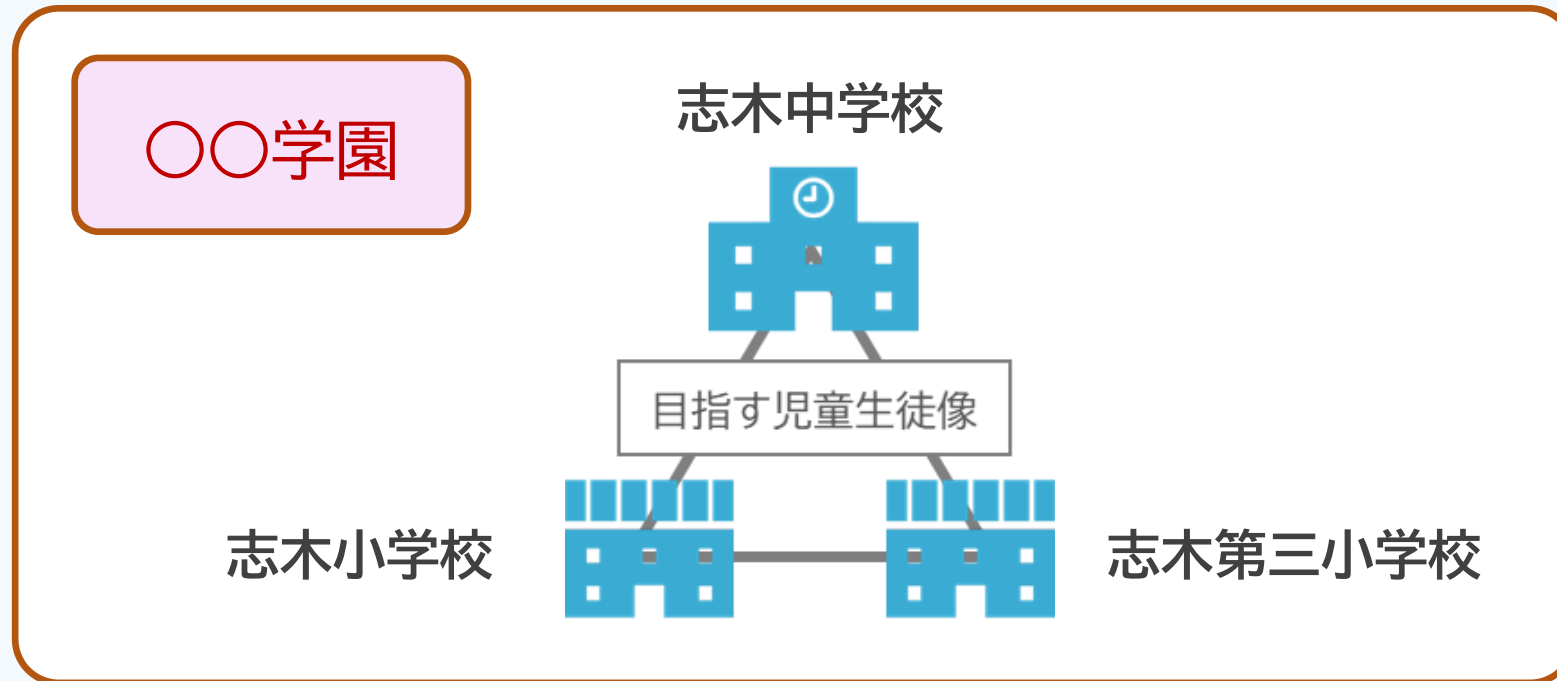 〇〇学園
志木中学校
目指す児童生徒像
志木小学校
志木第三小学校